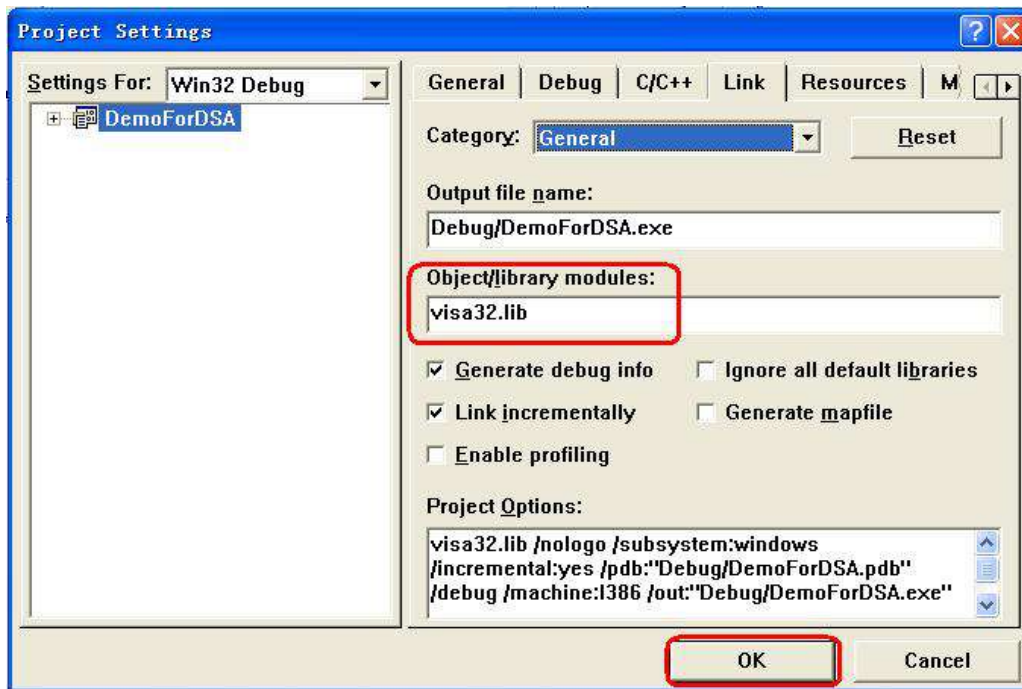 Project Settings
Settings For: Win32 Debug
DemoForDSA
General Debug C/C++ Link Resources M
Category: General Reset
Output file name:
Debug/DemoForDSA.exe
Object/library modules:
visa32.lib
Generate debug info Ignore all default libraries
Link incrementally Generate mapfile
Enable profiling
Project Options:
visa32.lib /nologo /subsystem:windows
/incremental:yes /pdb:"Debug/DemoForDSA.pdb"
/debug /machine:I386 /out:"Debug/DemoForDSA.exe"
OK Cancel